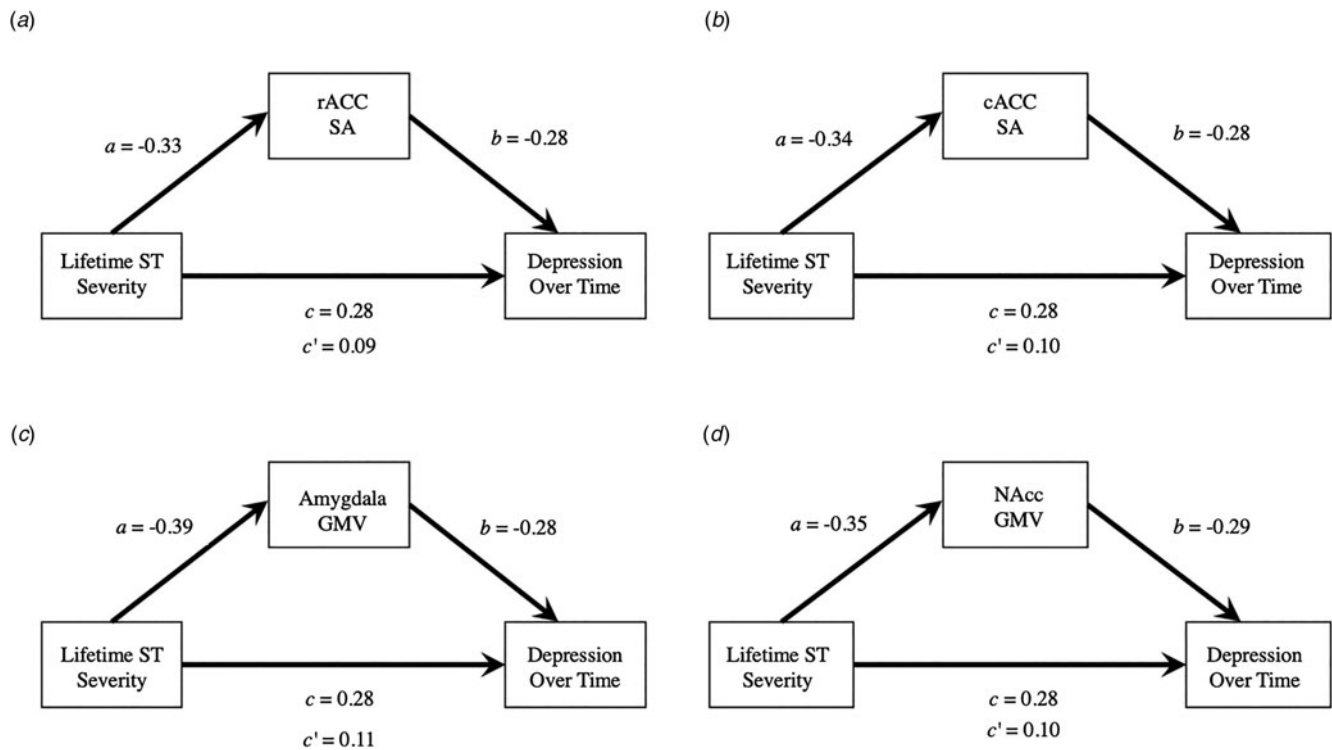 (a)
rACC
SA
a = -0.33
b = -0.28
Lifetime ST
Severity
Depression
Over Time
c = 0.28
c' = 0.09
(b)
cACC
SA
a = -0.34
b = -0.28
Lifetime ST
Severity
Depression
Over Time
c = 0.28
c' = 0.10
(c)
Amygdala
GMV
a = -0.39
b = -0.28
Lifetime ST
Severity
Depression
Over Time
c = 0.28
c' = 0.11
(d)
NAcc
GMV
a = -0.35
b = -0.29
Lifetime ST
Severity
Depression
Over Time
c = 0.28
c' = 0.10